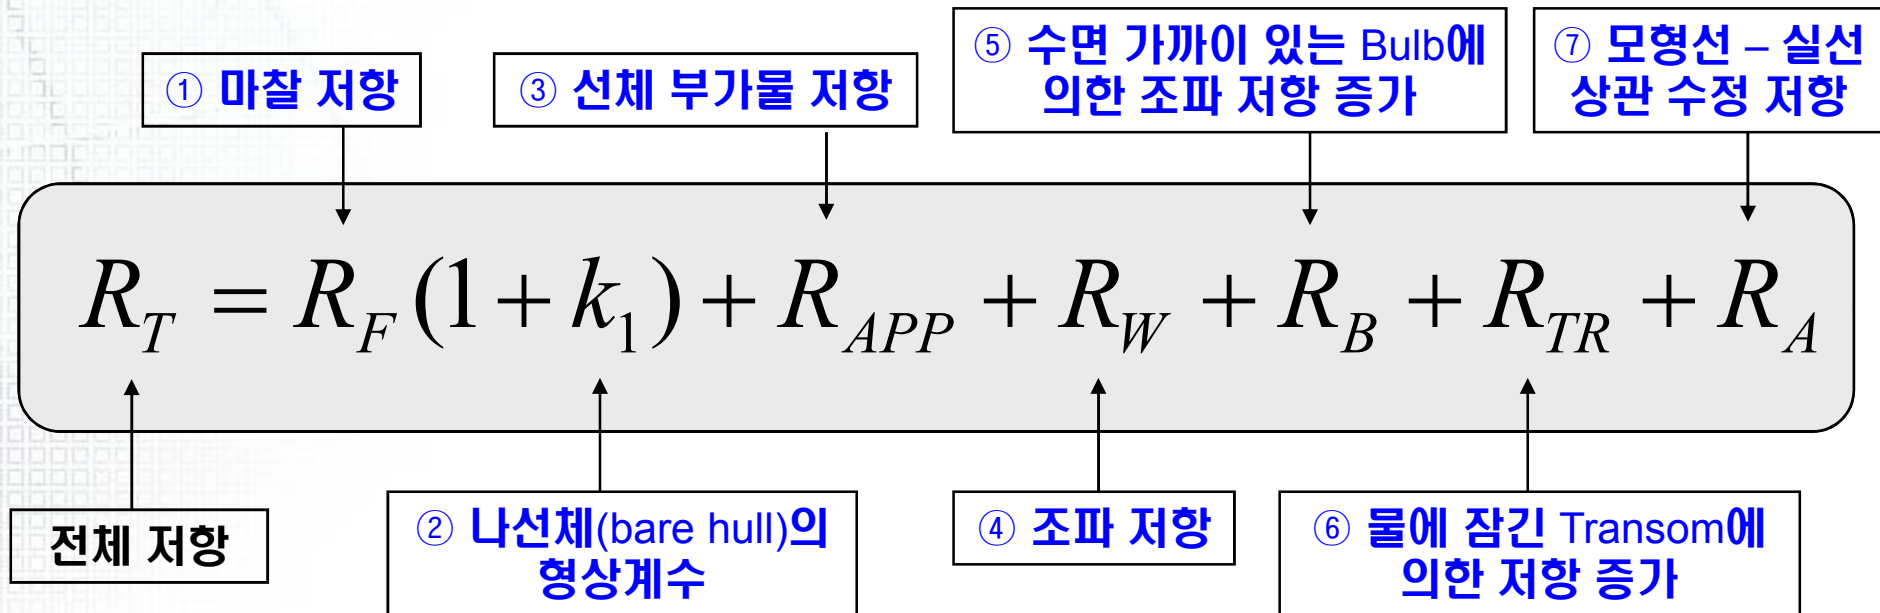 ① 마찰 저항
③ 선체 부가물 저항
⑤ 수면 가까이 있는 Bulb에
의한 조파 저항 증가
⑦ 모형선 – 실선
상관 수정 저항
R_T = R_F(1 + k_1) + R_{APP} + R_W + R_B + R_{TR} + R_A
전체 저항
② 나선체(bare hull)의
형상계수
④ 조파 저항
⑥ 물에 잠긴 Transom에
의한 저항 증가